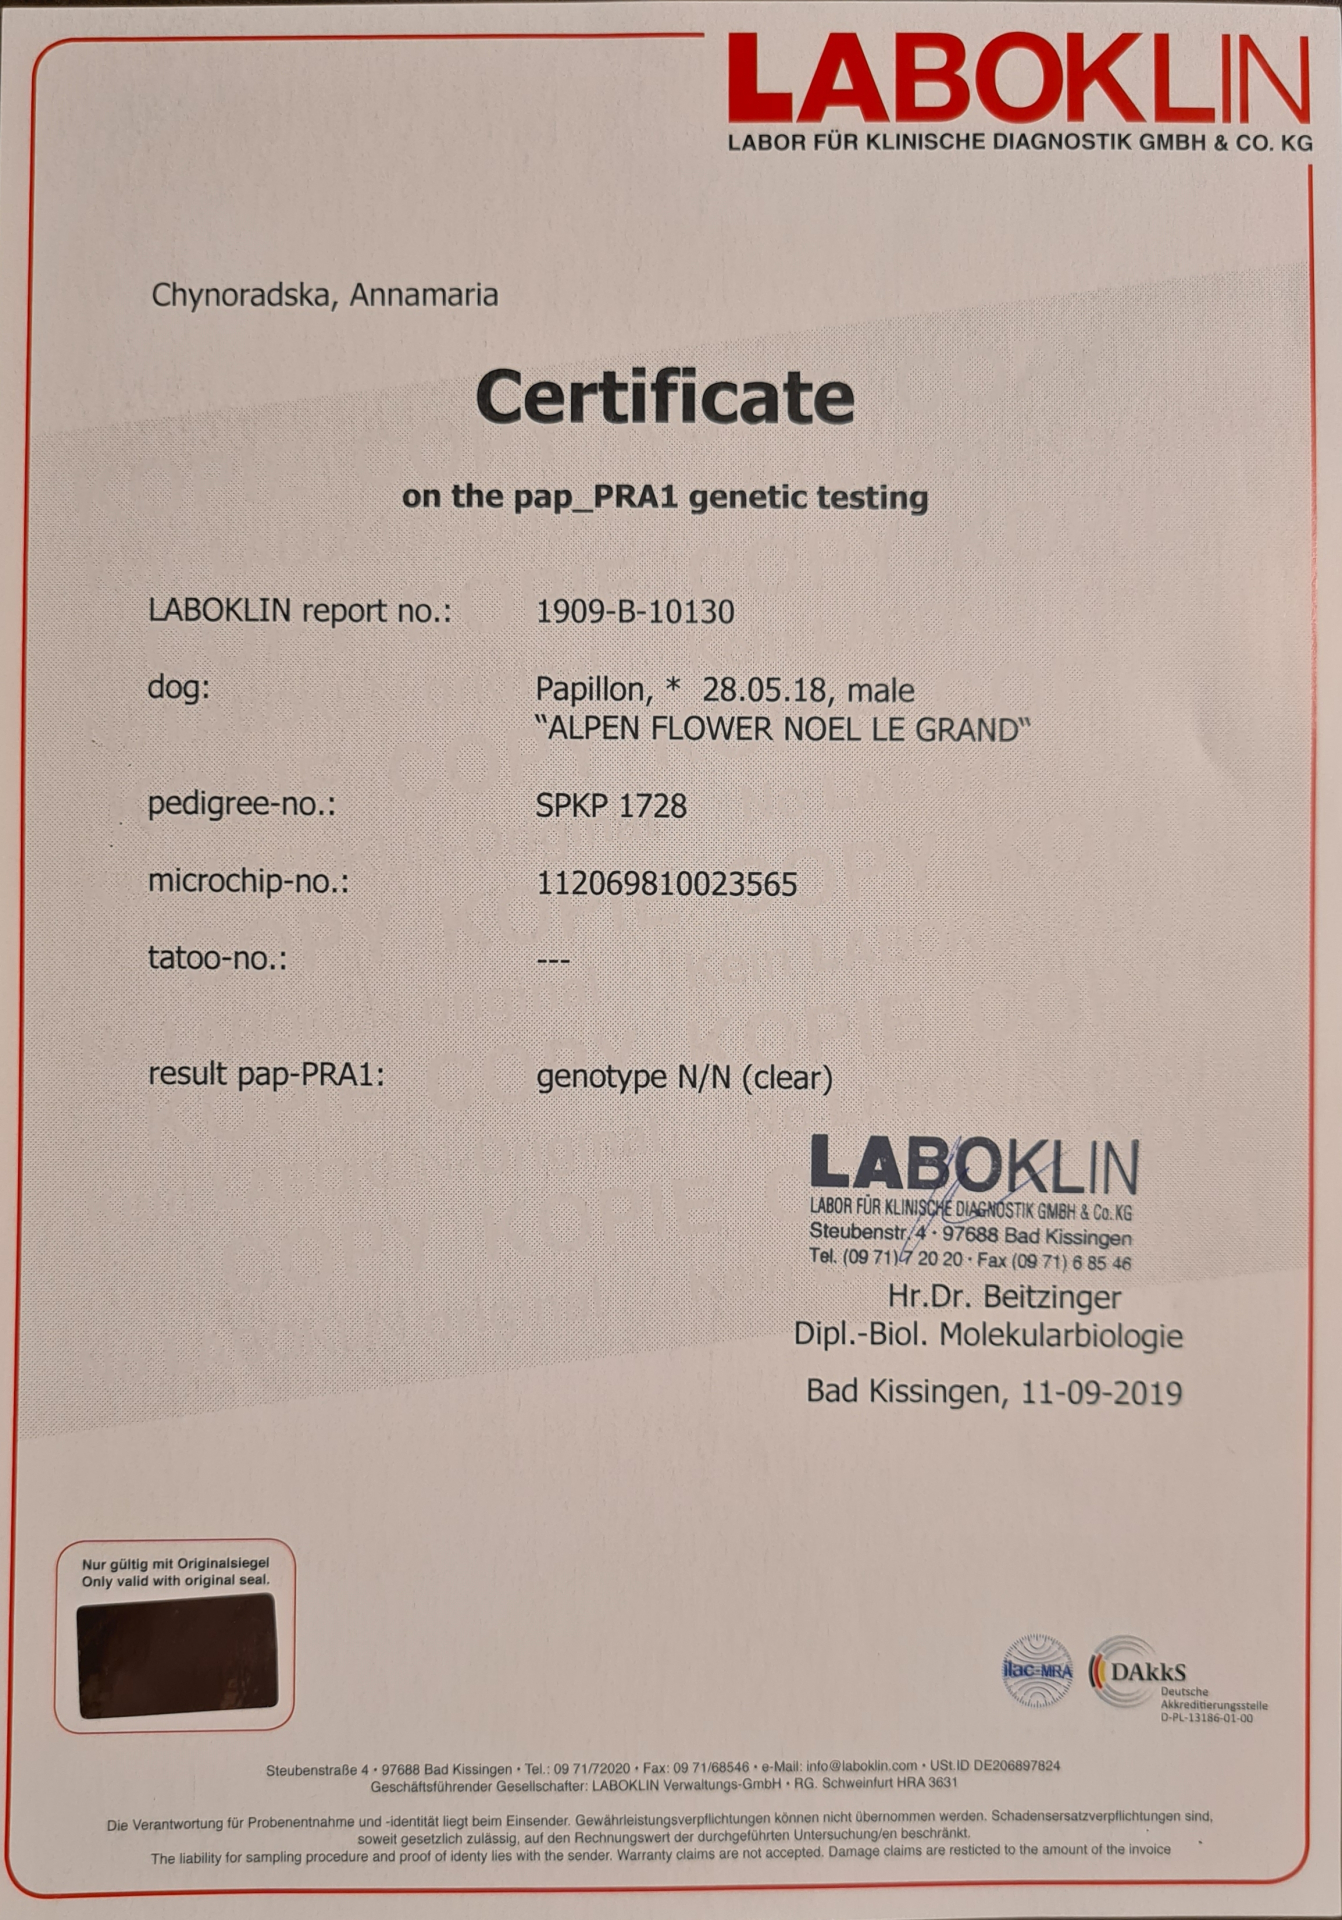 LABOKLIN
LABOR FÜR KLINISCHE DIAGNOSTIK GMBH & CO. KG
Chynoradska, Annamaria
Certificate
on the pap_PRA1 genetic testing
LABOKLIN report no.: 1909-B-10130
dog: Papillon, * 28.05.18, male
"ALPEN FLOWER NOEL LE GRAND"
pedigree-no.: SPKP 1728
microchip-no.: 112069810023565
tatoo-no.: ---
result pap-PRA1: genotype N/N (clear)
LABOKLIN
LABOR FÜR KLINISCHE DIAGNOSTIK GMBH & Co. KG
Steubenstr. 4 · 97688 Bad Kissingen
Tel. (09 71) 7 20 20 · Fax (09 71) 6 85 46
Hr.Dr. Beitzinger
Dipl.-Biol. Molekularbiologie
Bad Kissingen, 11-09-2019
Nur gültig mit Originalsiegel
Only valid with original seal.
ilac-MRA
DAkkS
Deutsche
Akkreditierungsstelle
D-PL-13186-01-00
Steubenstraße 4 • 97688 Bad Kissingen • Tel.: 09 71/72020 • Fax: 09 71/68546 • e-Mail: info@laboklin.com • USt.ID DE206897824
Geschäftsführender Gesellschafter: LABOKLIN Verwaltungs-GmbH • RG. Schweinfurt HRA 3631
Die Verantwortung für Probenentnahme und -identität liegt beim Einsender. Gewährleistungsverpflichtungen können nicht übernommen werden. Schadensersatzverpflichtungen sind,
soweit gesetzlich zulässig, auf den Rechnungswert der durchgeführten Untersuchung/en beschränkt.
The liability for sampling procedure and proof of identy lies with the sender. Warranty claims are not accepted. Damage claims are resticted to the amount of the invoice